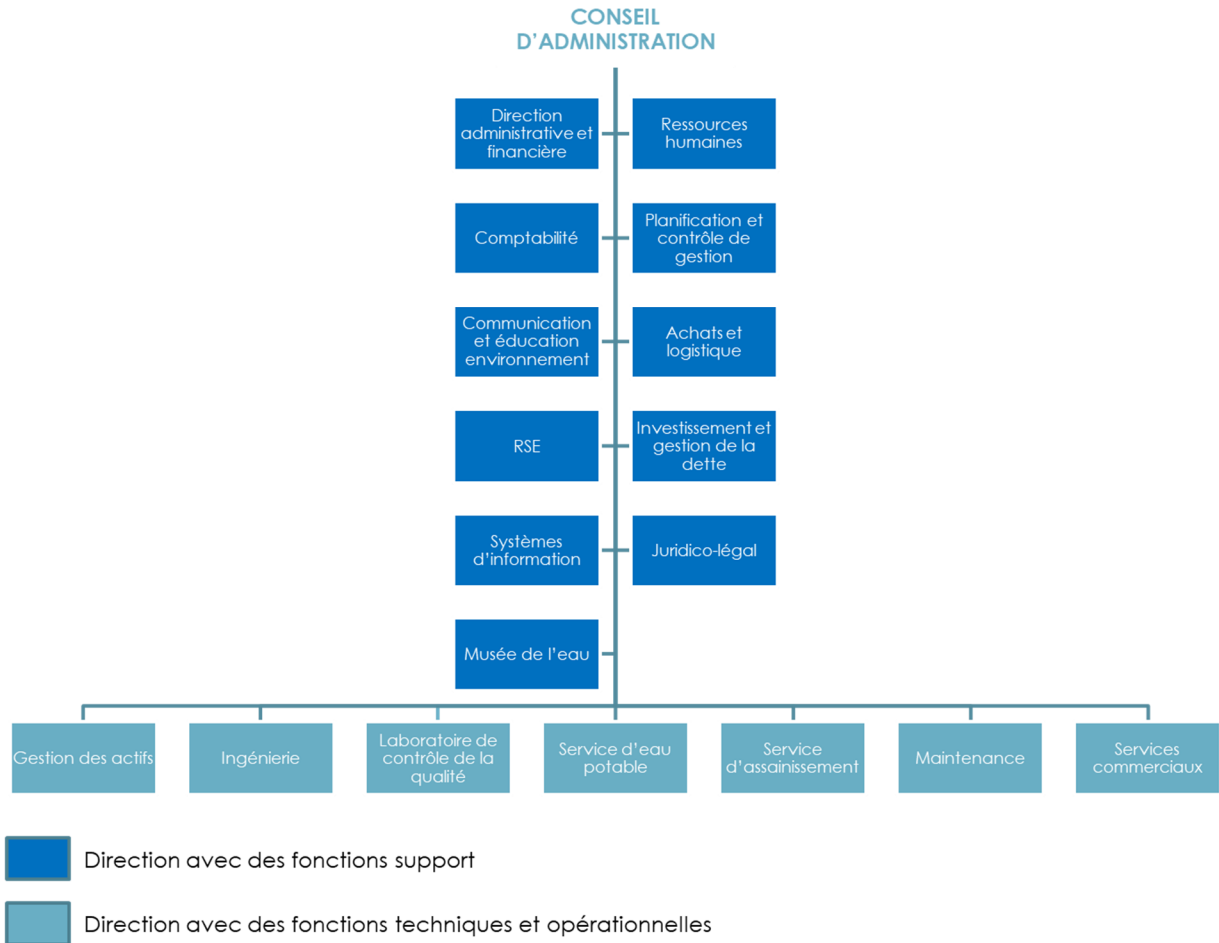 CONSEIL
D'ADMINISTRATION
Direction
administrative et
financière
Ressources
humaines
Comptabilité
Planification et
contrôle de
gestion
Communication
et éducation
environnement
Achats et
logistique
RSE
Investissement et
gestion de la
dette
Systèmes
d'information
Juridico-légal
Musée de l'eau
Gestion des actifs
Ingénierie
Laboratoire de
contrôle de la
qualité
Service d'eau
potable
Service
d'assainissement
Maintenance
Services
commerciaux
Direction avec des fonctions support
Direction avec des fonctions techniques et opérationnelles